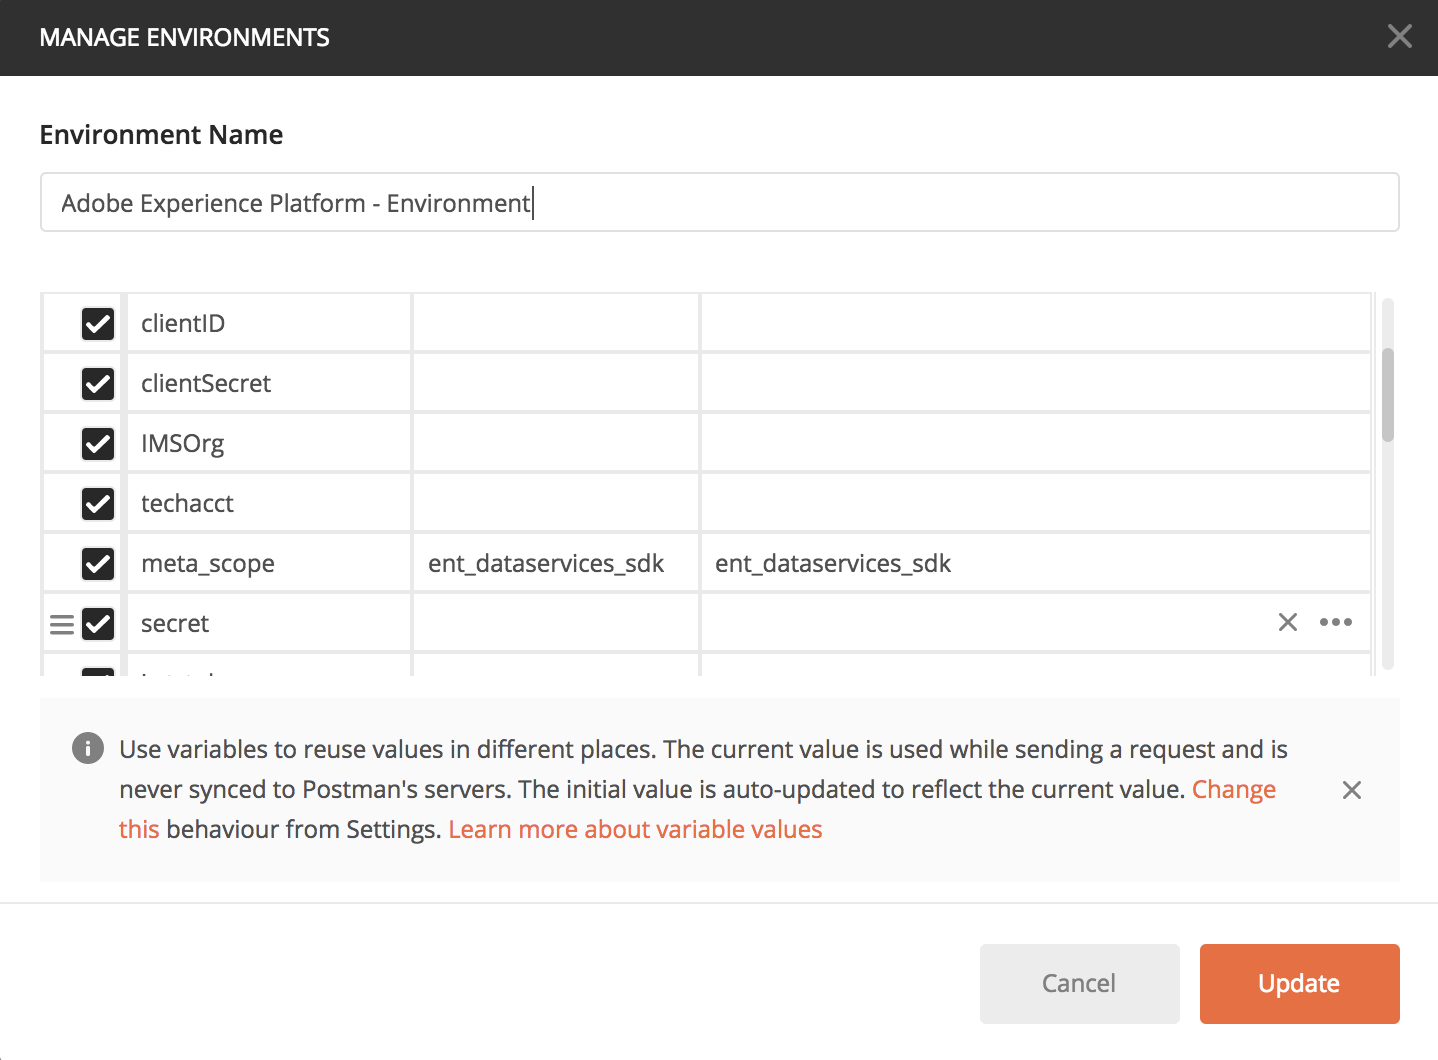 MANAGE ENVIRONMENTS
Environment Name
Adobe Experience Platform - Environment
clientID
clientSecret
IMSOrg
techacct
meta_scope ent_dataservices_sdk ent_dataservices_sdk
secret
Use variables to reuse values in different places. The current value is used while sending a request and is
never synced to Postman's servers. The initial value is auto-updated to reflect the current value. Change
this behaviour from Settings. Learn more about variable values
Cancel Update